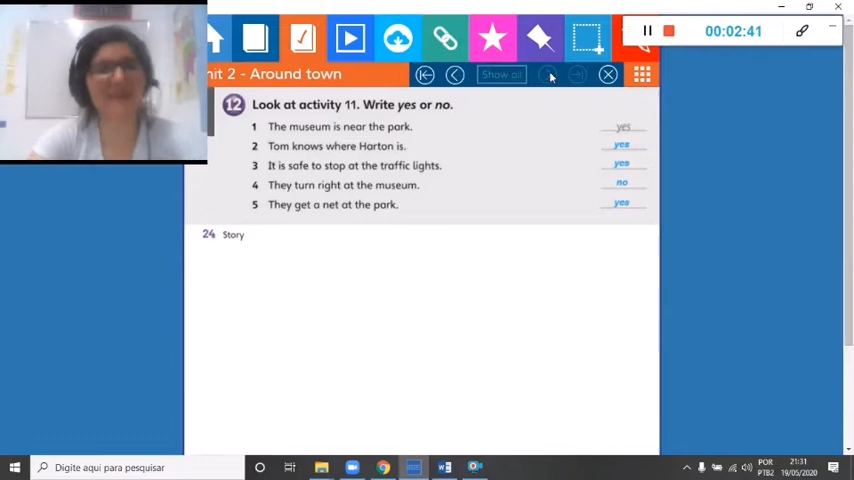 00:02:41
nit 2 - Around town
Show all
12 Look at activity 11. Write yes or no.
1 The museum is near the park. yes
2 Tom knows where Harton is. yes
3 It is safe to stop at the traffic lights. yes
4 They turn right at the museum. no
5 They get a net at the park. yes
24 Story
Digite aqui para pesquisar
POR
PTB2
21:31
19/05/2020